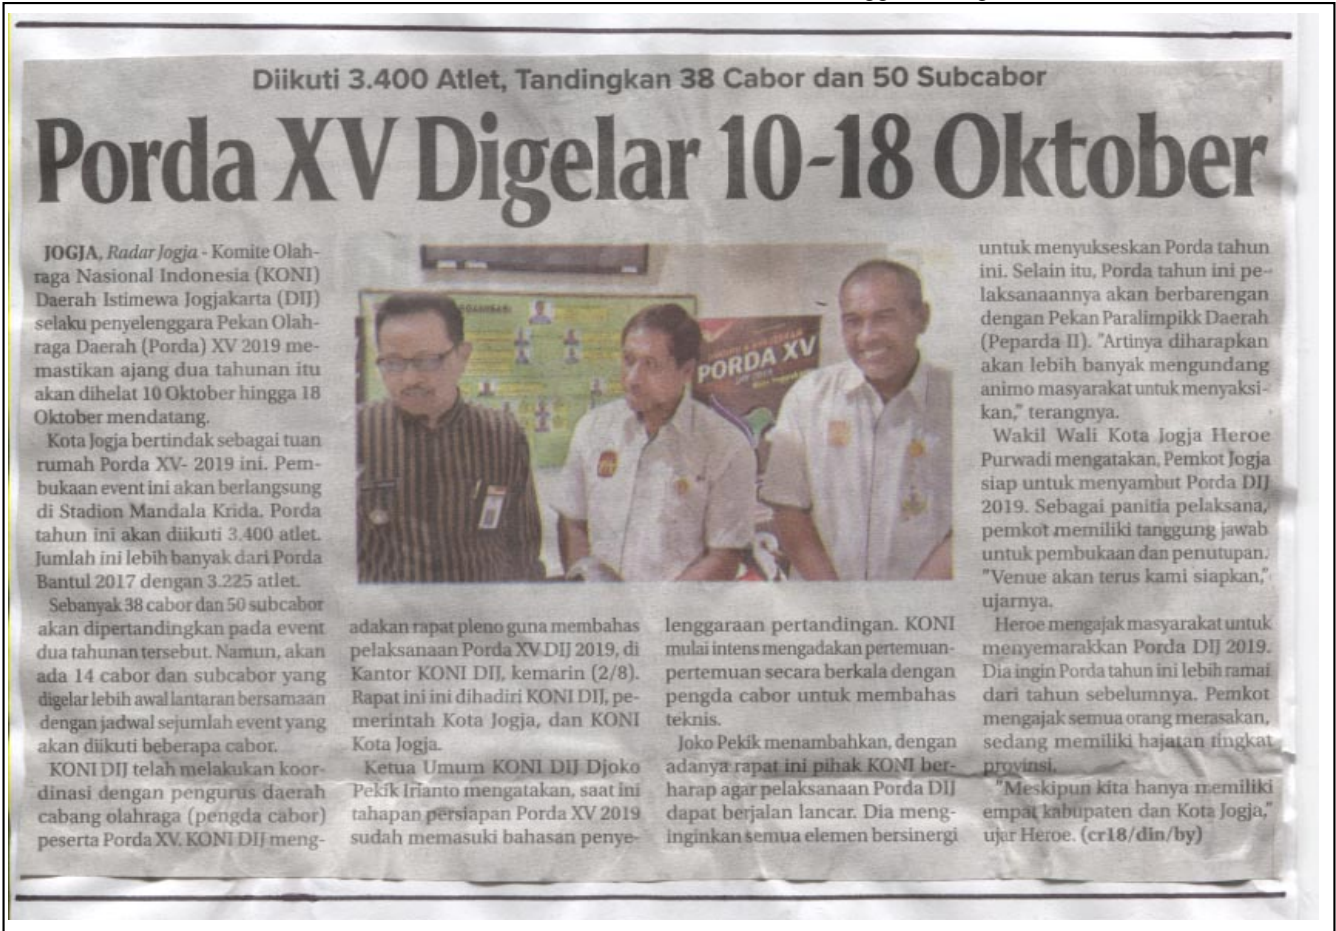 Diikuti 3.400 Atlet, Tandingkan 38 Cabor dan 50 Subcabor
Porda XV Digelar 10-18 Oktober
JOGJA, Radar Jogja - Komite Olah-
raga Nasional Indonesia (KONI)
Daerah Istimewa Jogjakarta (DIJ)
selaku penyelenggara Pekan Olah-
raga Daerah (Porda) XV 2019 me-
mastikan ajang dua tahunan itu
akan dihelat 10 Oktober hingga 18
Oktober mendatang.
Kota Jogja bertindak sebagai tuan
rumah Porda XV- 2019 ini. Pem-
bukaan event ini akan berlangsung
di Stadion Mandala Krida. Porda
tahun ini akan diikuti 3.400 atlet.
Jumlah ini lebih banyak dari Porda
Bantul 2017 dengan 3.225 atlet.
Sebanyak 38 cabor dan 50 subcabor
akan dipertandingkan pada event
dua tahunan tersebut. Namun, akan
ada 14 cabor dan subcabor yang
digelar lebih awal lantaran bersamaan
dengan jadwal sejumlah event yang
akan diikuti beberapa cabor.
KONI DIJ telah melakukan koor-
dinasi dengan pengurus daerah
cabang olahraga (pengda cabor)
peserta Porda XV. KONI DIJ meng-
PORDA XV
adakan rapat pleno guna membahas
pelaksanaan Porda XV DIJ 2019, di
Kantor KONI DIJ, kemarin (2/8).
Rapat ini ini dihadiri KONI DIJ, pe-
merintah Kota Jogja, dan KONI
Kota Jogja.
Ketua Umum KONI DIJ Djoko
Pekik Irianto mengatakan, saat ini
tahapan persiapan Porda XV 2019
sudah memasuki bahasan penye-
lenggaraan pertandingan. KONI
mulai intens mengadakan pertemuan-
pertemuan secara berkala dengan
pengda cabor untuk membahas
teknis.
Joko Pekik menambahkan, dengan
adanya rapat ini pihak KONI ber-
harap agar pelaksanaan Porda DIJ
dapat berjalan lancar. Dia meng-
inginkan semua elemen bersinergi
untuk menyukseskan Porda tahun
ini. Selain itu, Porda tahun ini pe-
laksanaannya akan berbarengan
dengan Pekan Paralimpikk Daerah
(Peparda II). "Artinya diharapkan
akan lebih banyak mengundang
animo masyarakat untuk menyaksi-
kan," terangnya.
Wakil Wali Kota Jogja Heroe
Purwadi mengatakan, Pemkot Jogja
siap untuk menyambut Porda DIJ
2019. Sebagai panitia pelaksana,
pemkot memiliki tanggung jawab
untuk pembukaan dan penutupan.
"Venue akan terus kami siapkan,"
ujarnya.
Heroe mengajak masyarakat untuk
menyemarakkan Porda DIJ 2019.
Dia ingin Porda tahun ini lebih ramai
dari tahun sebelumnya. Pemkot
mengajak semua orang merasakan,
sedang memiliki hajatan tingkat
provinsi.
"Meskipun kita hanya memiliki
empat kabupaten dan Kota Jogja,"
ujar Heroe. (cr18/din/by)